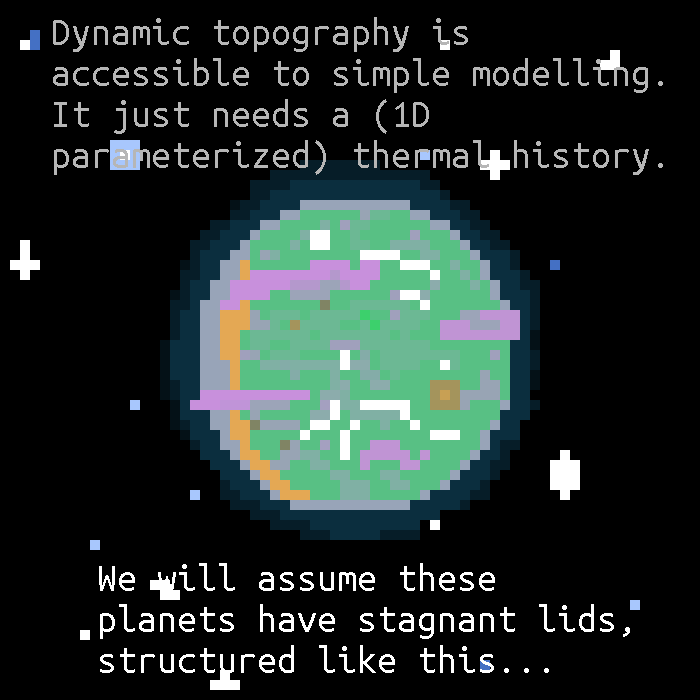 Dynamic topography is
accessible to simple modelling.
It just needs a (1D
parameterized) thermal history.
We will assume these
planets have stagnant lids,
structured like this...